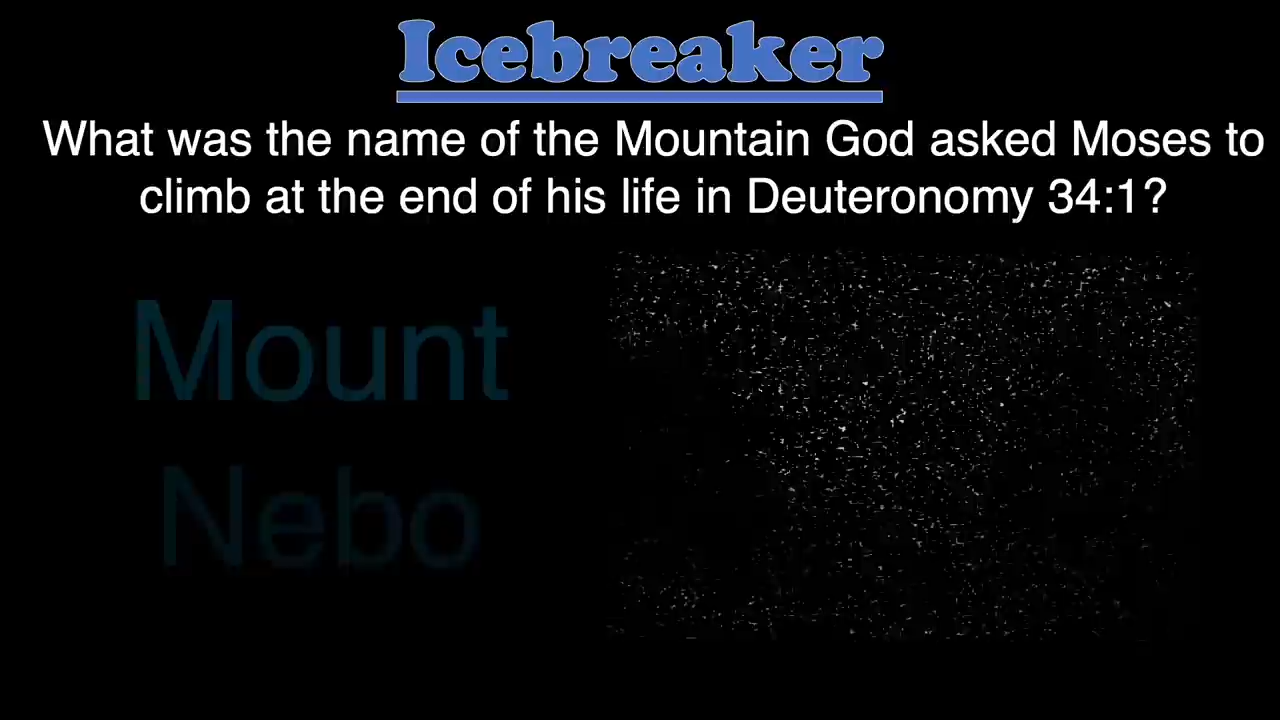 Icebreaker
What was the name of the Mountain God asked Moses to
climb at the end of his life in Deuteronomy 34:1?
Mount
Nebo